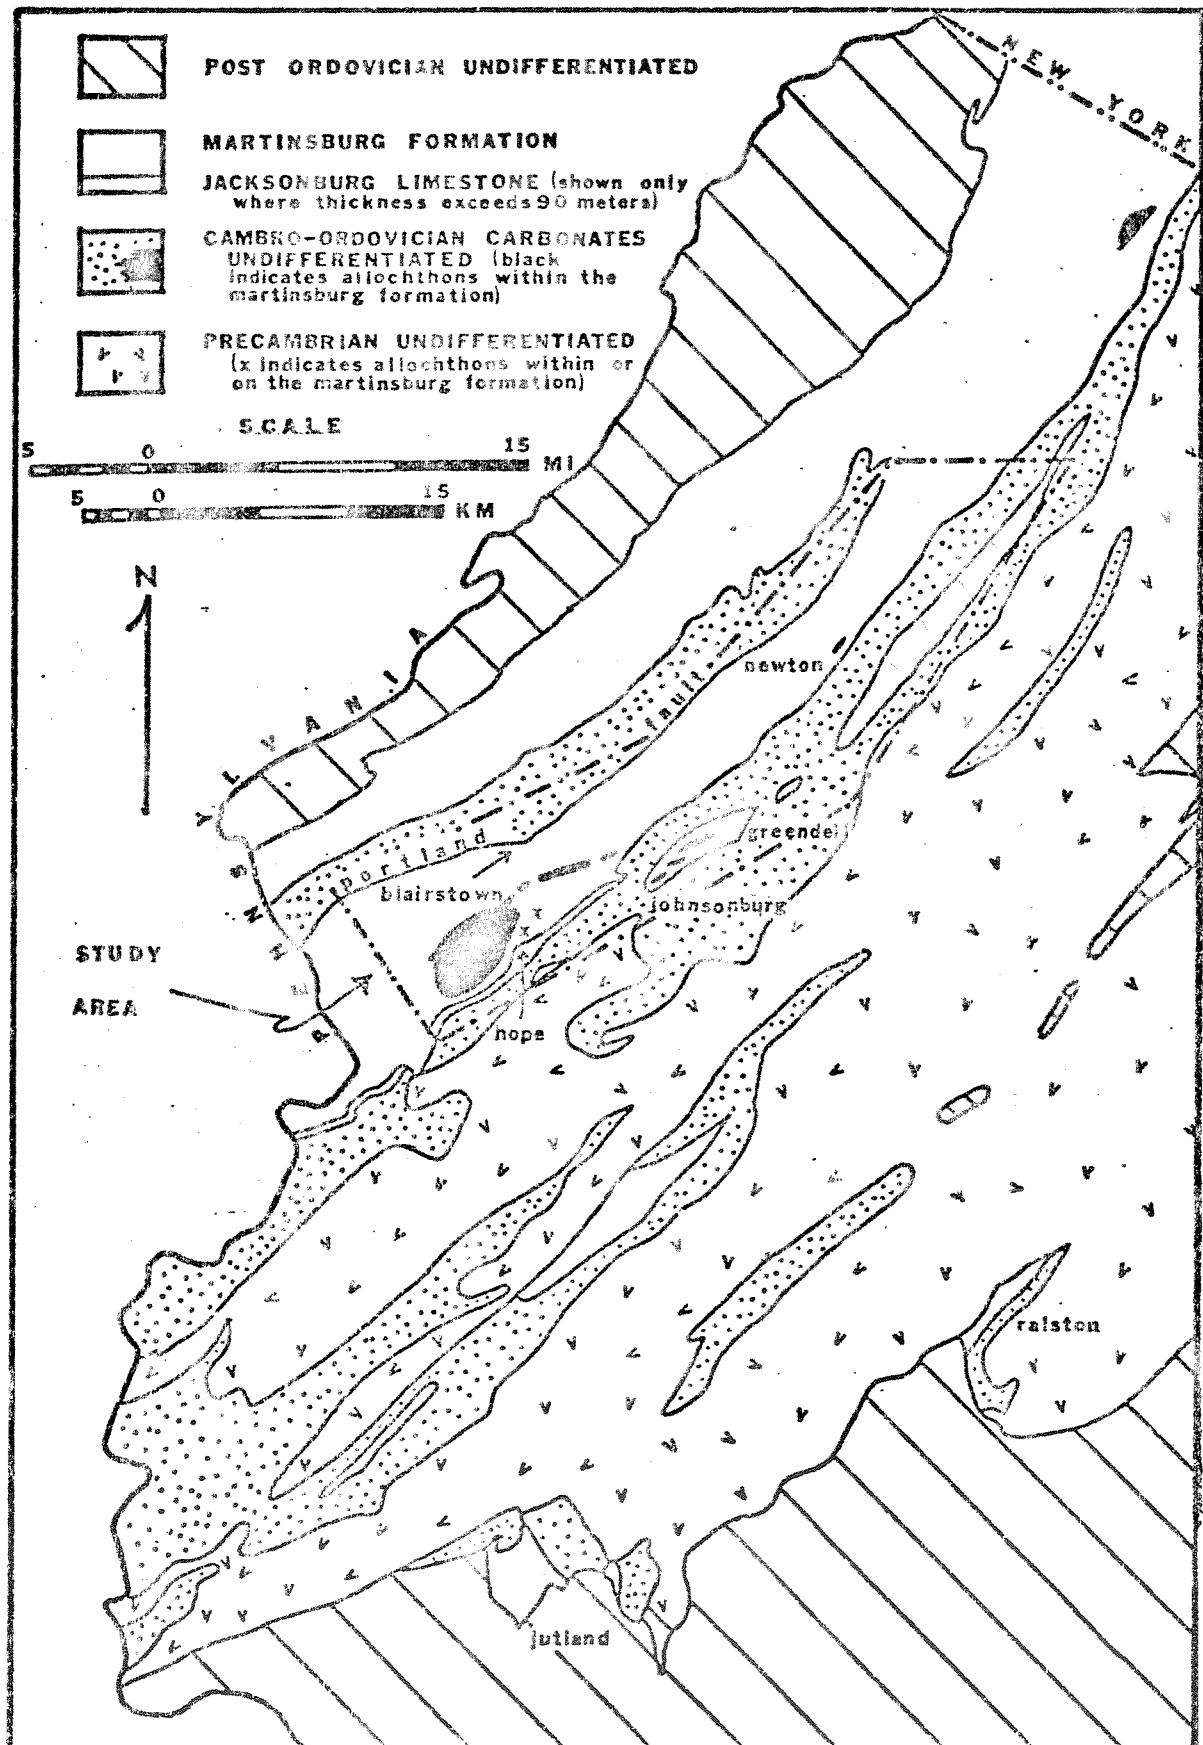 POST ORDOVICIAN UNDIFFERENTIATED
MARTINSBURG FORMATION
JACKSONBURG LIMESTONE (shown only
where thickness exceeds 90 meters)
CAMBRO-ORDOVICIAN CARBONATES
UNDIFFERENTIATED (black
indicates allochthons within the
martinsburg formation)
PRECAMBRIAN UNDIFFERENTIATED
(x indicates allochthons within or
on the martinsburg formation)
SCALE
5 0 15 MI
5 0 15 KM
N
NEW YORK
PENNSYLVANIA
newton
portland fault
greendell
blairstown
johnsonburg
STUDY
AREA
hope
ralston
jutland